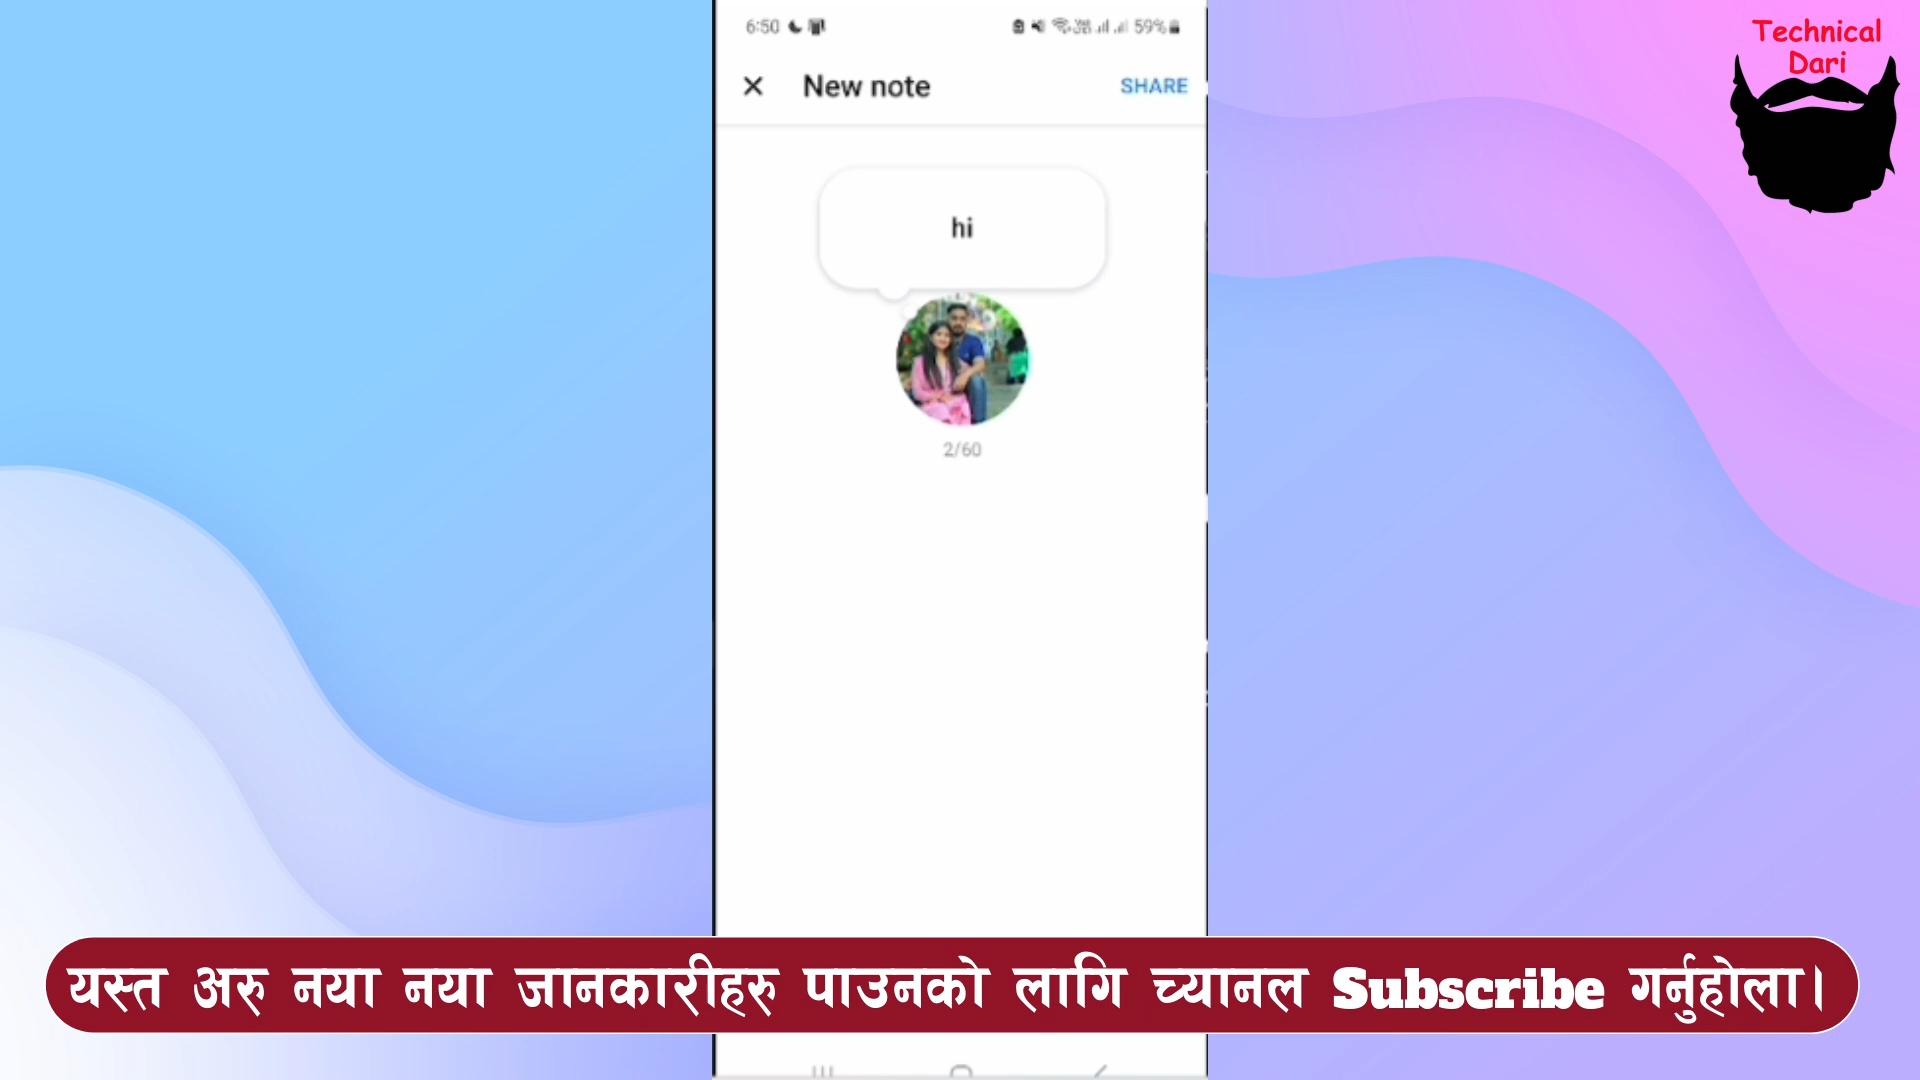 6:50
59%
Technical
Dari
New note
SHARE
hi
2/60
यस्त अरु नया नया जानकारीहरु पाउनको लागि च्यानल Subscribe गर्नुहोला।